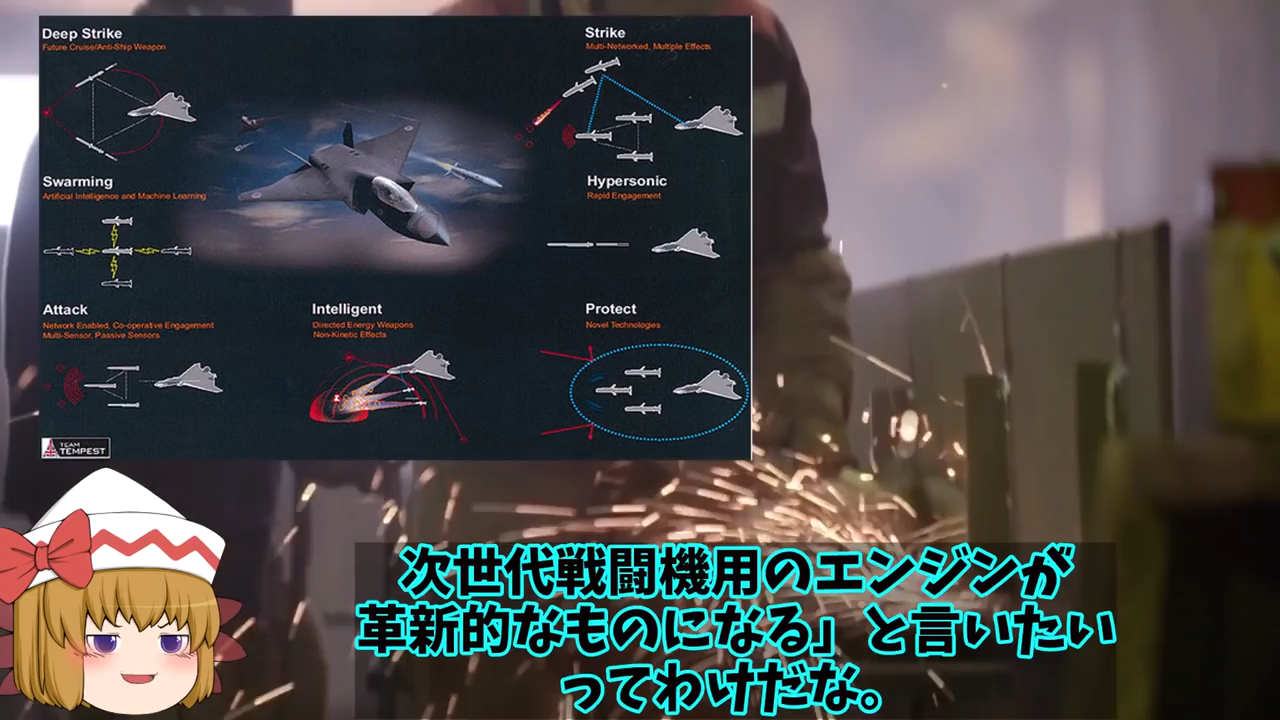 Deep Strike
Future Cruise/Anti-Ship Weapon
Strike
Multi-Networked, Multiple Effects
Swarming
Artificial Intelligence and Machine Learning
Hypersonic
Rapid Engagement
Attack
Network Enabled, Co-operative Engagement
Multi-Sensor, Passive Sensors
Intelligent
Directed Energy Weapons
Non-Kinetic Effects
Protect
Novel Technologies
TEAM
TEMPEST
次世代戦闘機用のエンジンが
革新的なものになる」と言いたい
ってわけだな。